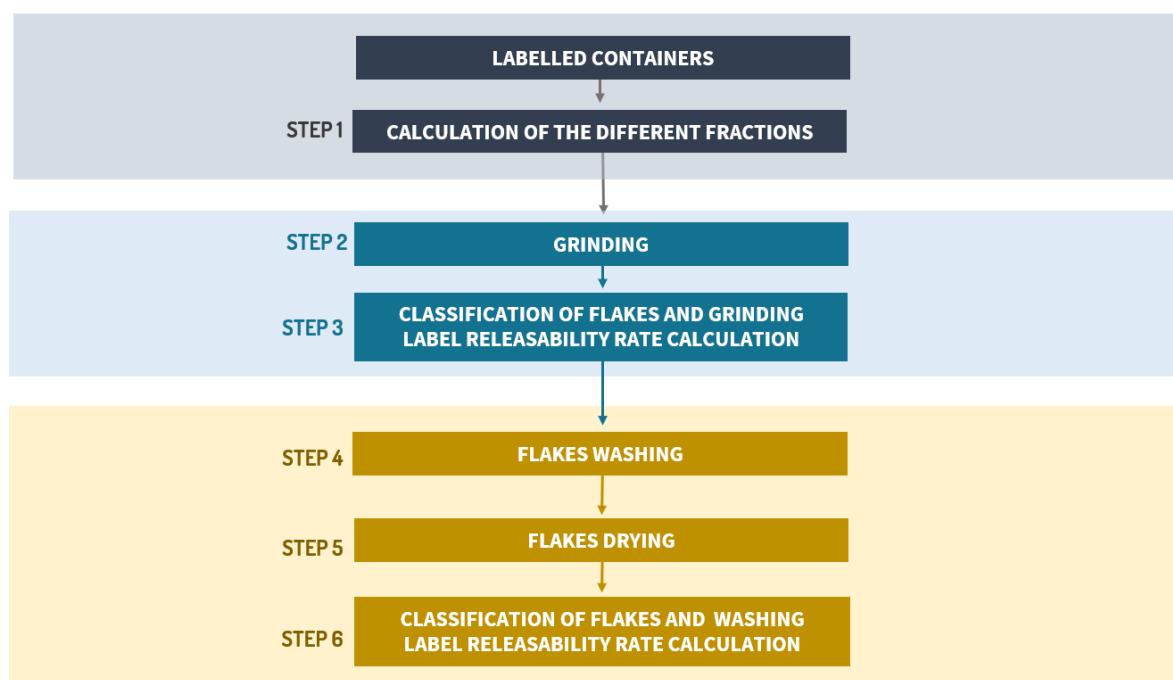 LABELLED CONTAINERS
STEP 1
CALCULATION OF THE DIFFERENT FRACTIONS
STEP 2
GRINDING
STEP 3
CLASSIFICATION OF FLAKES AND GRINDING
LABEL RELEASABILITY RATE CALCULATION
STEP 4
FLAKES WASHING
STEP 5
FLAKES DRYING
STEP 6
CLASSIFICATION OF FLAKES AND WASHING
LABEL RELEASABILITY RATE CALCULATION